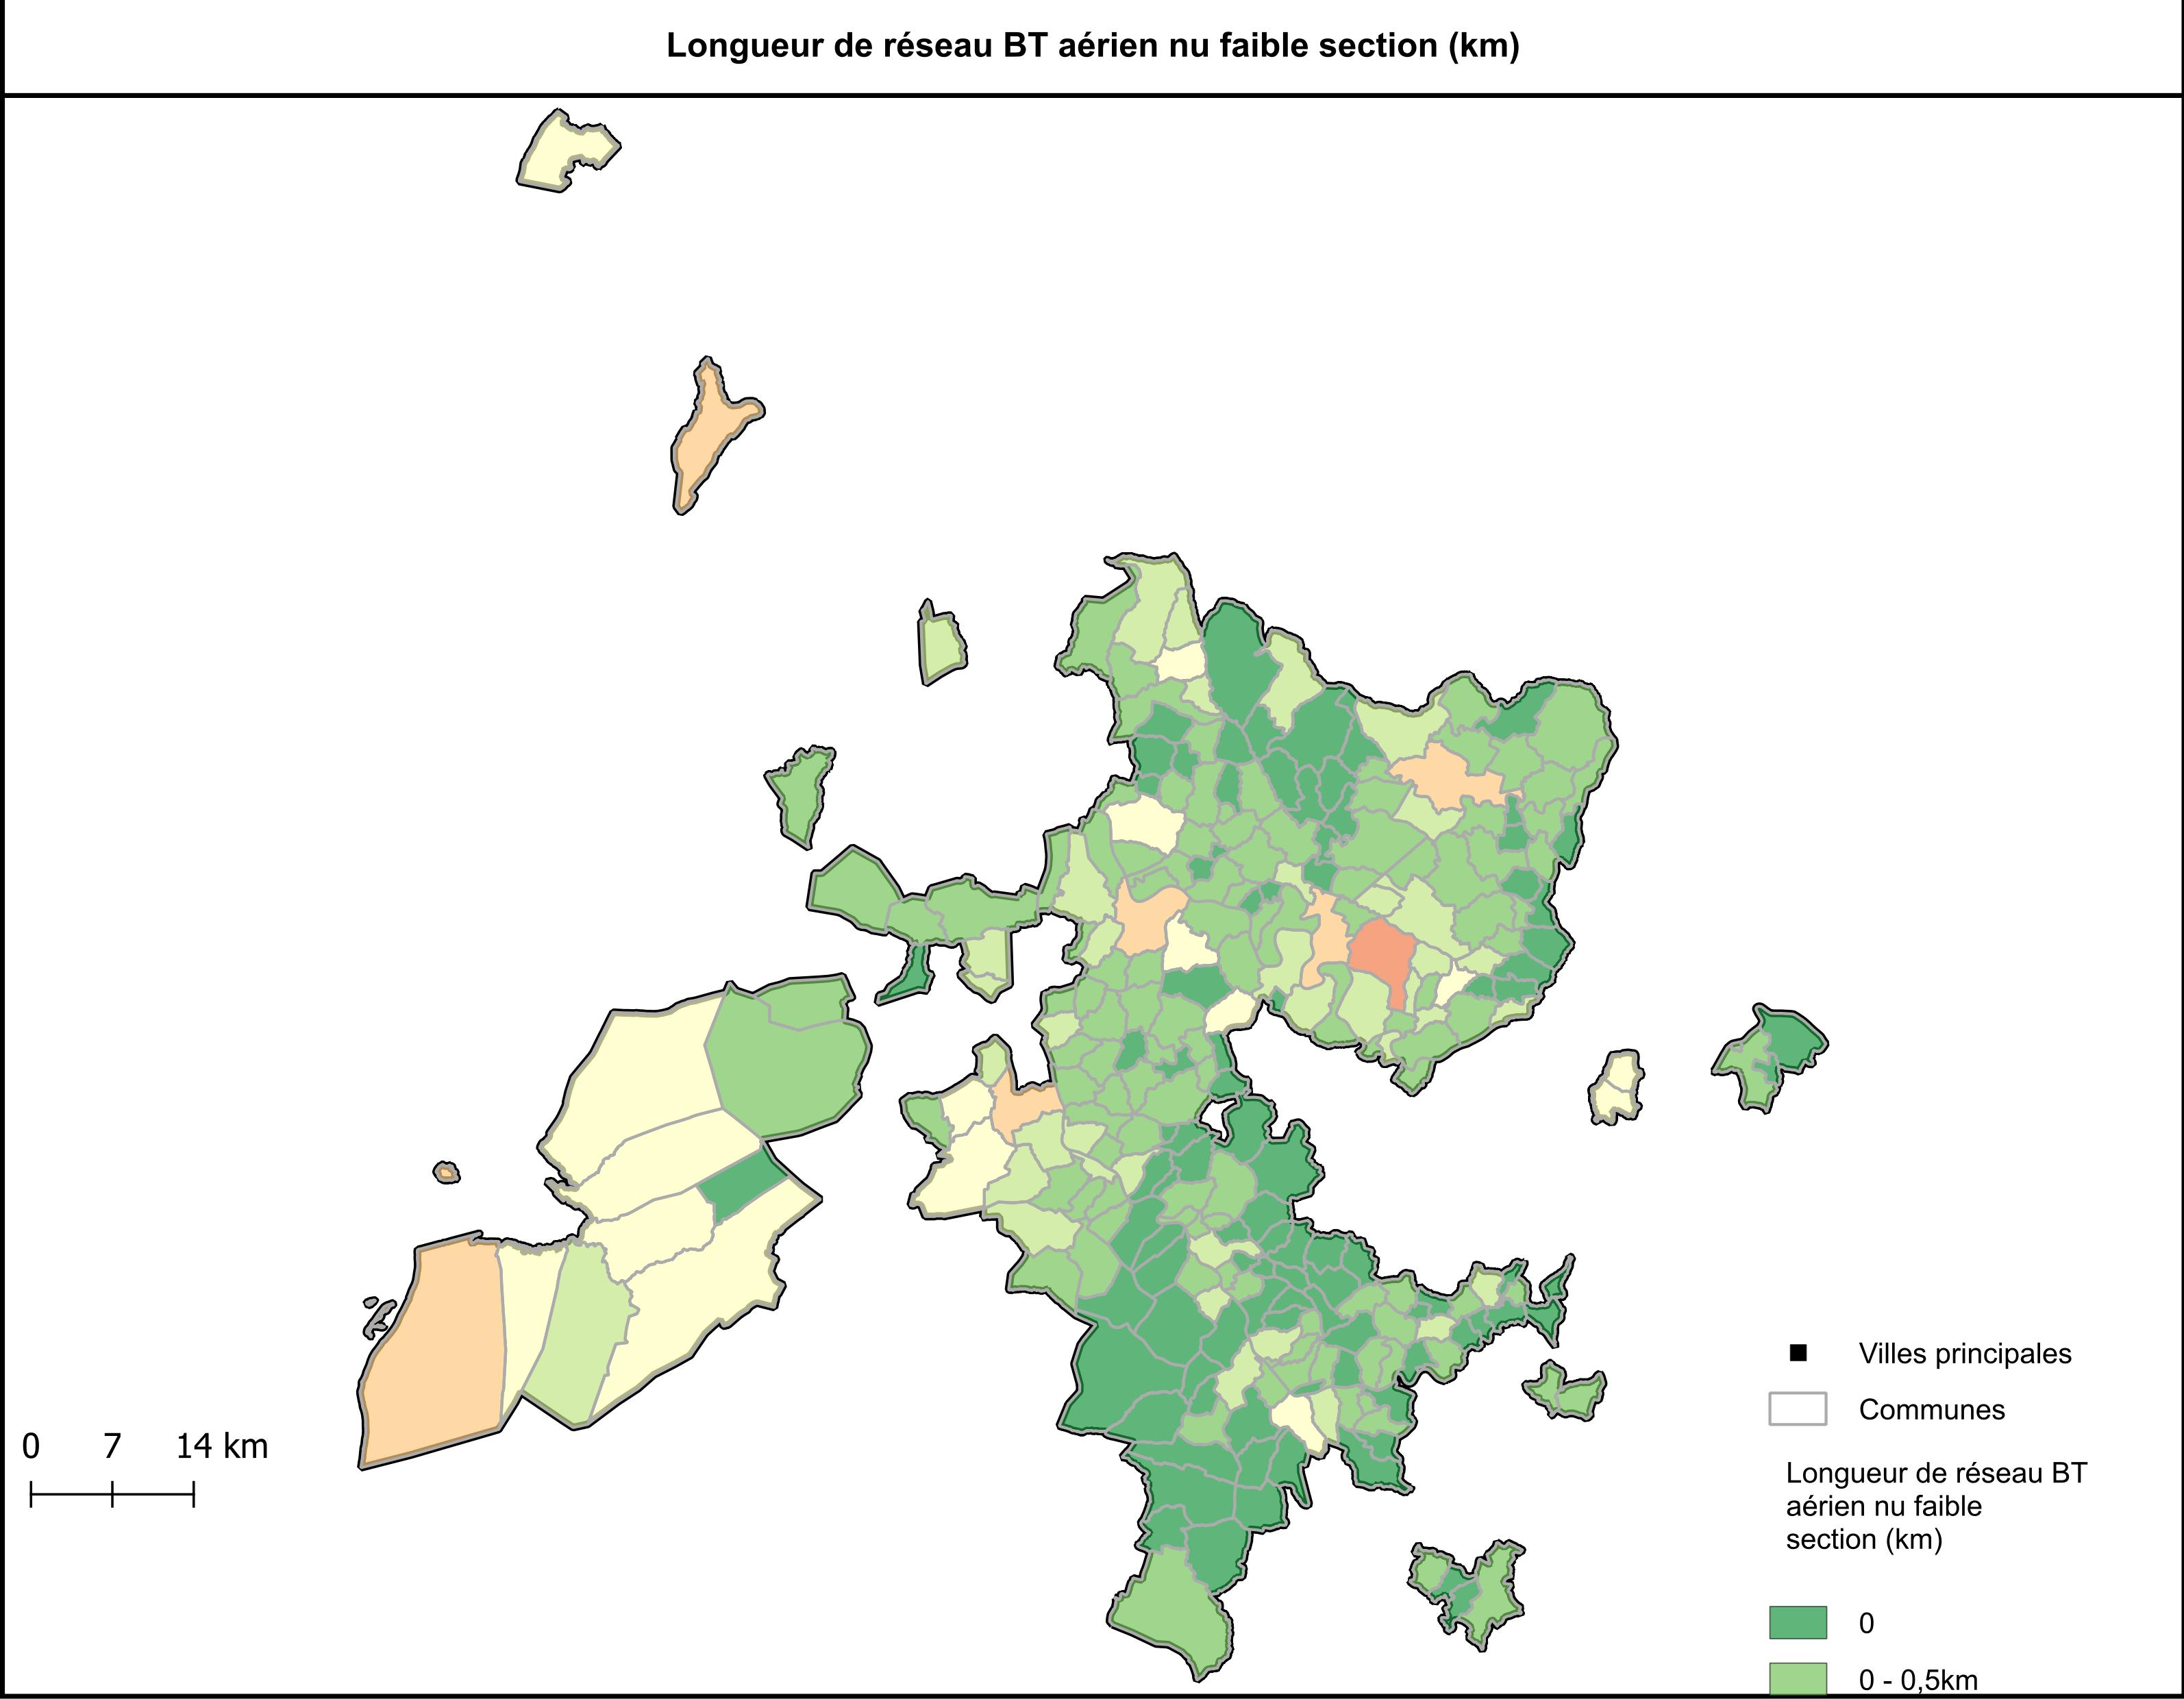 Longueur de réseau BT aérien nu faible section (km)
0 7 14 km
Villes principales
Communes
Longueur de réseau BT
aérien nu faible
section (km)
0
0 - 0,5km